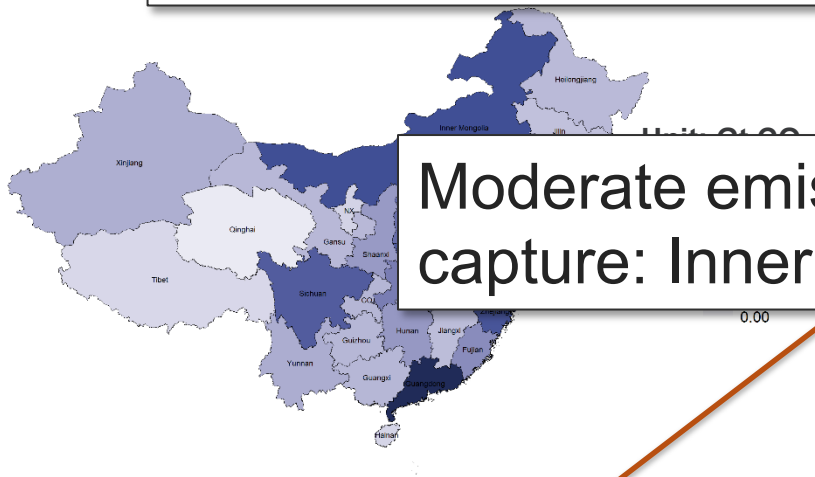 Heilongjiang
Inner Mongolia
Jilin
Xinjiang
Moderate emis
capture: Inner
NX
Qinghai
Gansu
Shaanxi
Tibet
Sichuan
CQ
Zhejiang
0.00
Hunan
Jiangxi
Guizhou
Fujian
Yunnan
Guangxi
Guangdong
Hainan